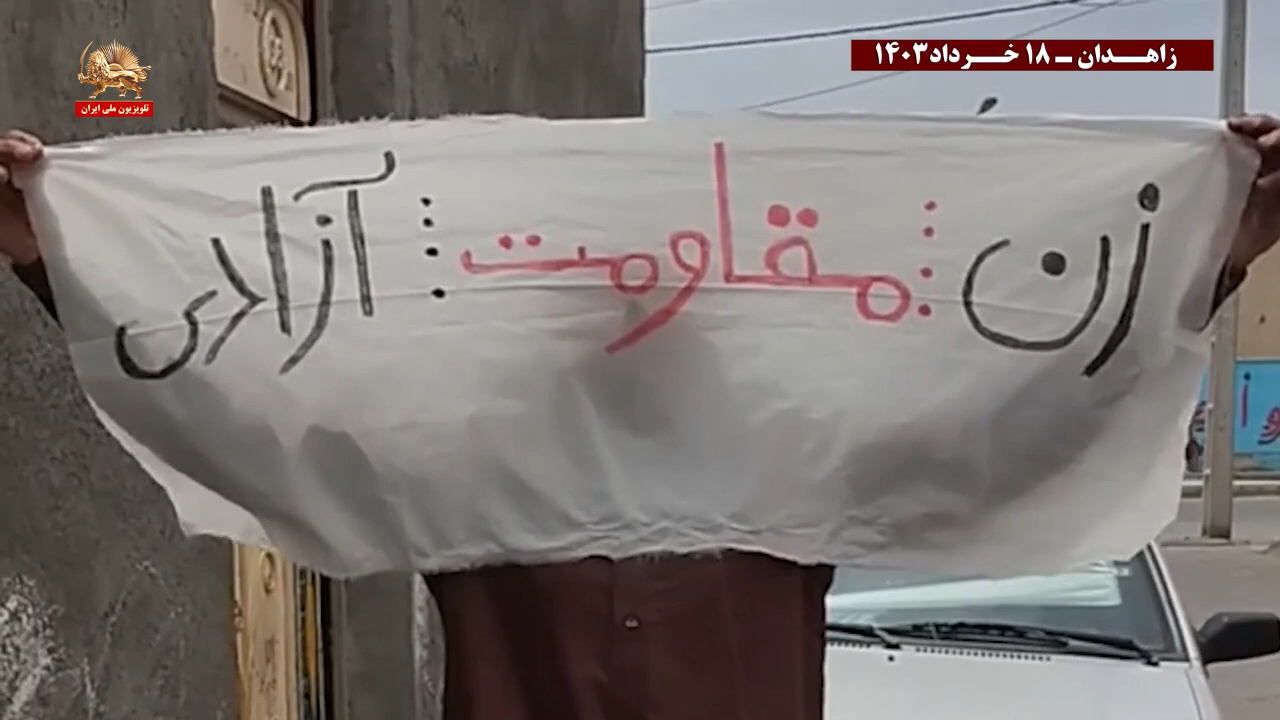 زاهدان ـ ۱۸ خرداد ۱۴۰۳
تلویزیون ملی ایران
زن ⋮ مقاومت ⋮ آزادی